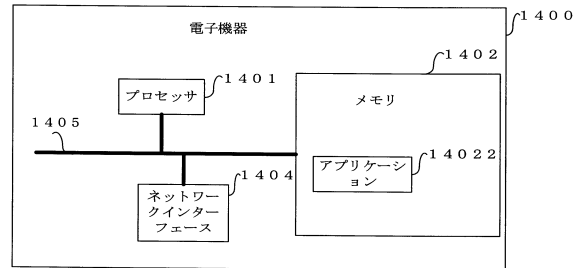 1400
電子機器
1402
1401
プロセッサ
メモリ
1405
14022
アプリケーシ
ョン
1404
ネットワー
クインター
フェース